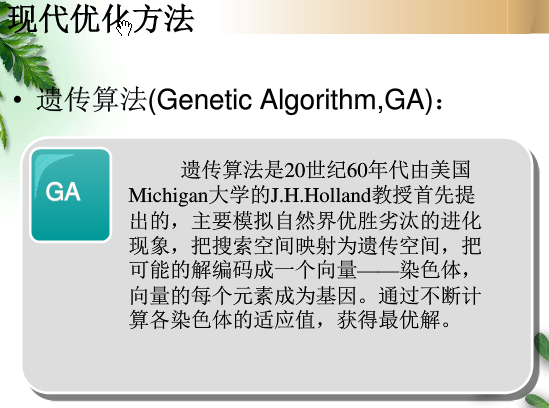 现代优化方法
• 遗传算法(Genetic Algorithm,GA)：
GA
遗传算法是20世纪60年代由美国
Michigan大学的J.H.Holland教授首先提
出的，主要模拟自然界优胜劣汰的进化
现象，把搜索空间映射为遗传空间，把
可能的解编码成一个向量——染色体，
向量的每个元素成为基因。通过不断计
算各染色体的适应值，获得最优解。